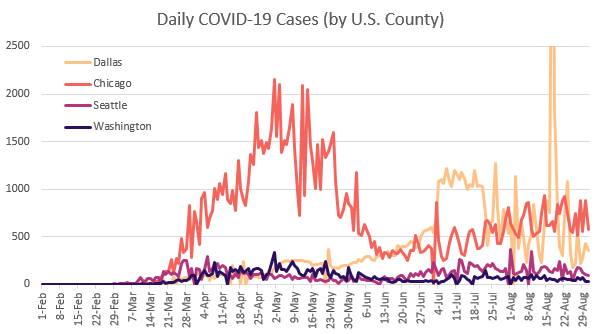 Daily COVID-19 Cases (by U.S. County)
2500
2000
1500
1000
500
0
Dallas
Chicago
Seattle
Washington
1-Feb
8-Feb
15-Feb
22-Feb
29-Feb
7-Mar
14-Mar
21-Mar
28-Mar
4-Apr
11-Apr
18-Apr
25-Apr
2-May
9-May
16-May
23-May
30-May
6-Jun
13-Jun
20-Jun
27-Jun
4-Jul
11-Jul
18-Jul
25-Jul
1-Aug
8-Aug
15-Aug
22-Aug
29-Aug